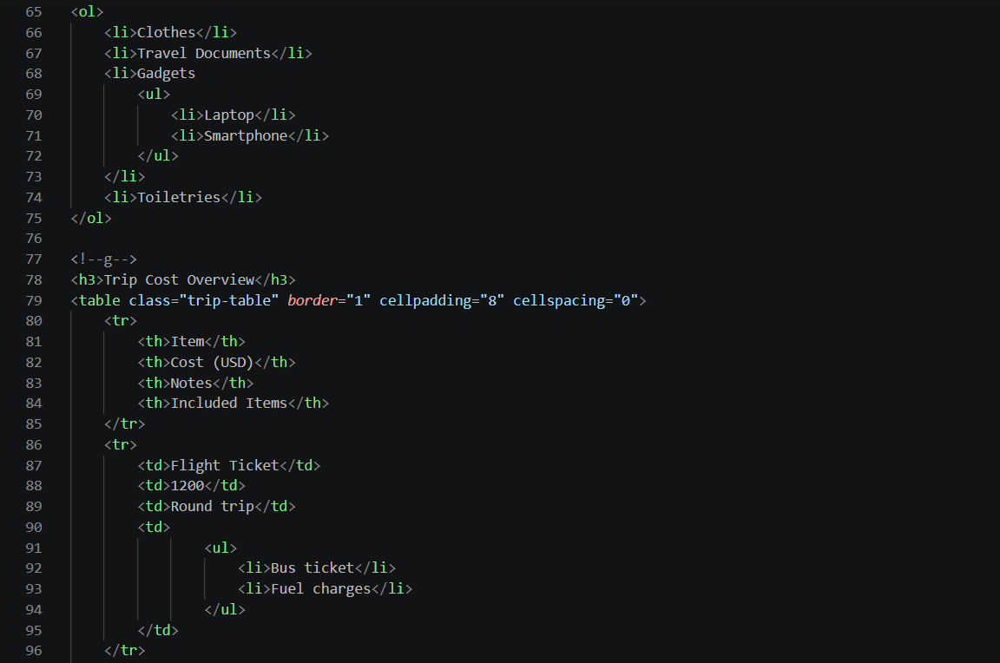 65 <ol>
66     <li>Clothes</li>
67     <li>Travel Documents</li>
68     <li>Gadgets
69         <ul>
70             <li>Laptop</li>
71             <li>Smartphone</li>
72         </ul>
73     </li>
74     <li>Toiletries</li>
75 </ol>
76
77 <!--g-->
78 <h3>Trip Cost Overview</h3>
79 <table class="trip-table" border="1" cellpadding="8" cellspacing="0">
80     <tr>
81         <th>Item</th>
82         <th>Cost (USD)</th>
83         <th>Notes</th>
84         <th>Included Items</th>
85     </tr>
86     <tr>
87         <td>Flight Ticket</td>
88         <td>1200</td>
89         <td>Round trip</td>
90         <td>
91                 <ul>
92                     <li>Bus ticket</li>
93                     <li>Fuel charges</li>
94                 </ul>
95         </td>
96     </tr>